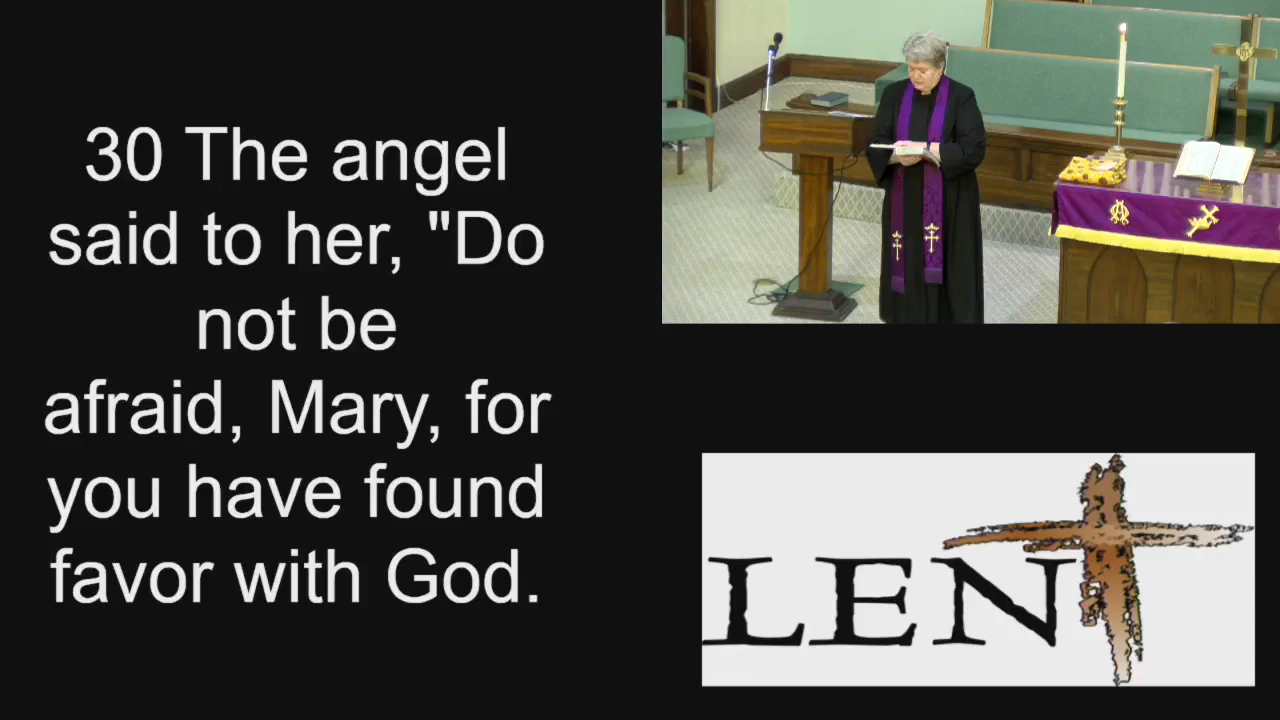 30 The angel
said to her, "Do
not be
afraid, Mary, for
you have found
favor with God.
LENT